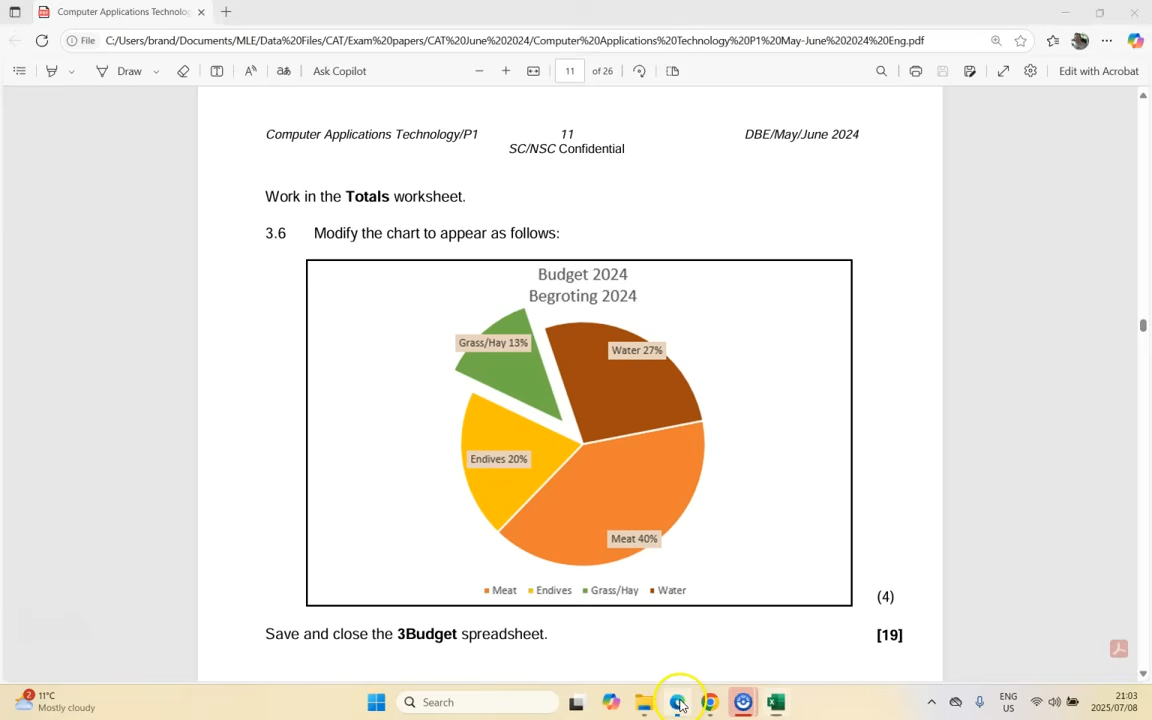 Computer Applications Technolog
File
C:/Users/brand/Documents/MLE/Data%20Files/CAT/Exam%20papers/CAT%20June%202024/Computer%20Applications%20Technology%20P1%20May-June%202024%20Eng.pdf
Draw
Ask Copilot
11
of 26
Edit with Acrobat
Computer Applications Technology/P1
11
DBE/May/June 2024
SC/NSC Confidential
Work in the Totals worksheet.
3.6 Modify the chart to appear as follows:
Budget 2024
Begroting 2024
Grass/Hay 13%
Water 27%
Endives 20%
Meat 40%
Meat Endives Grass/Hay Water
(4)
Save and close the 3Budget spreadsheet.
[19]
2
11°C
Mostly cloudy
Search
ENG
US
21:03
2025/07/08